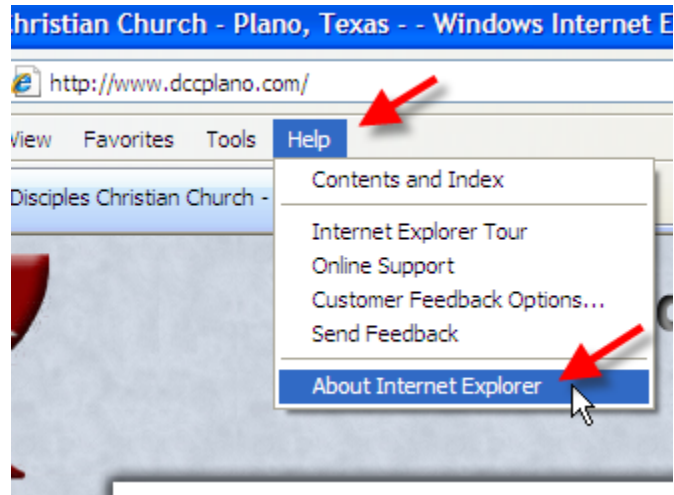 hristian Church - Plano, Texas - - Windows Internet E
http://www.dccplano.com/
View Favorites Tools Help
Disciples Christian Church -
Contents and Index
Internet Explorer Tour
Online Support
Customer Feedback Options...
Send Feedback
About Internet Explorer